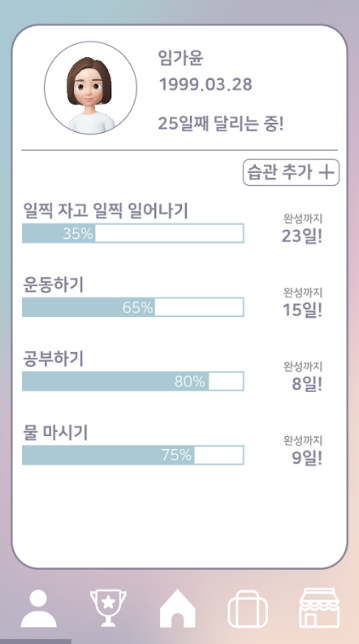 임가윤
1999.03.28
25일째 달리는 중!
습관 추가 +
일찍 자고 일찍 일어나기
35%
완성까지
23일!
운동하기
65%
완성까지
15일!
공부하기
80%
완성까지
8일!
물 마시기
75%
완성까지
9일!